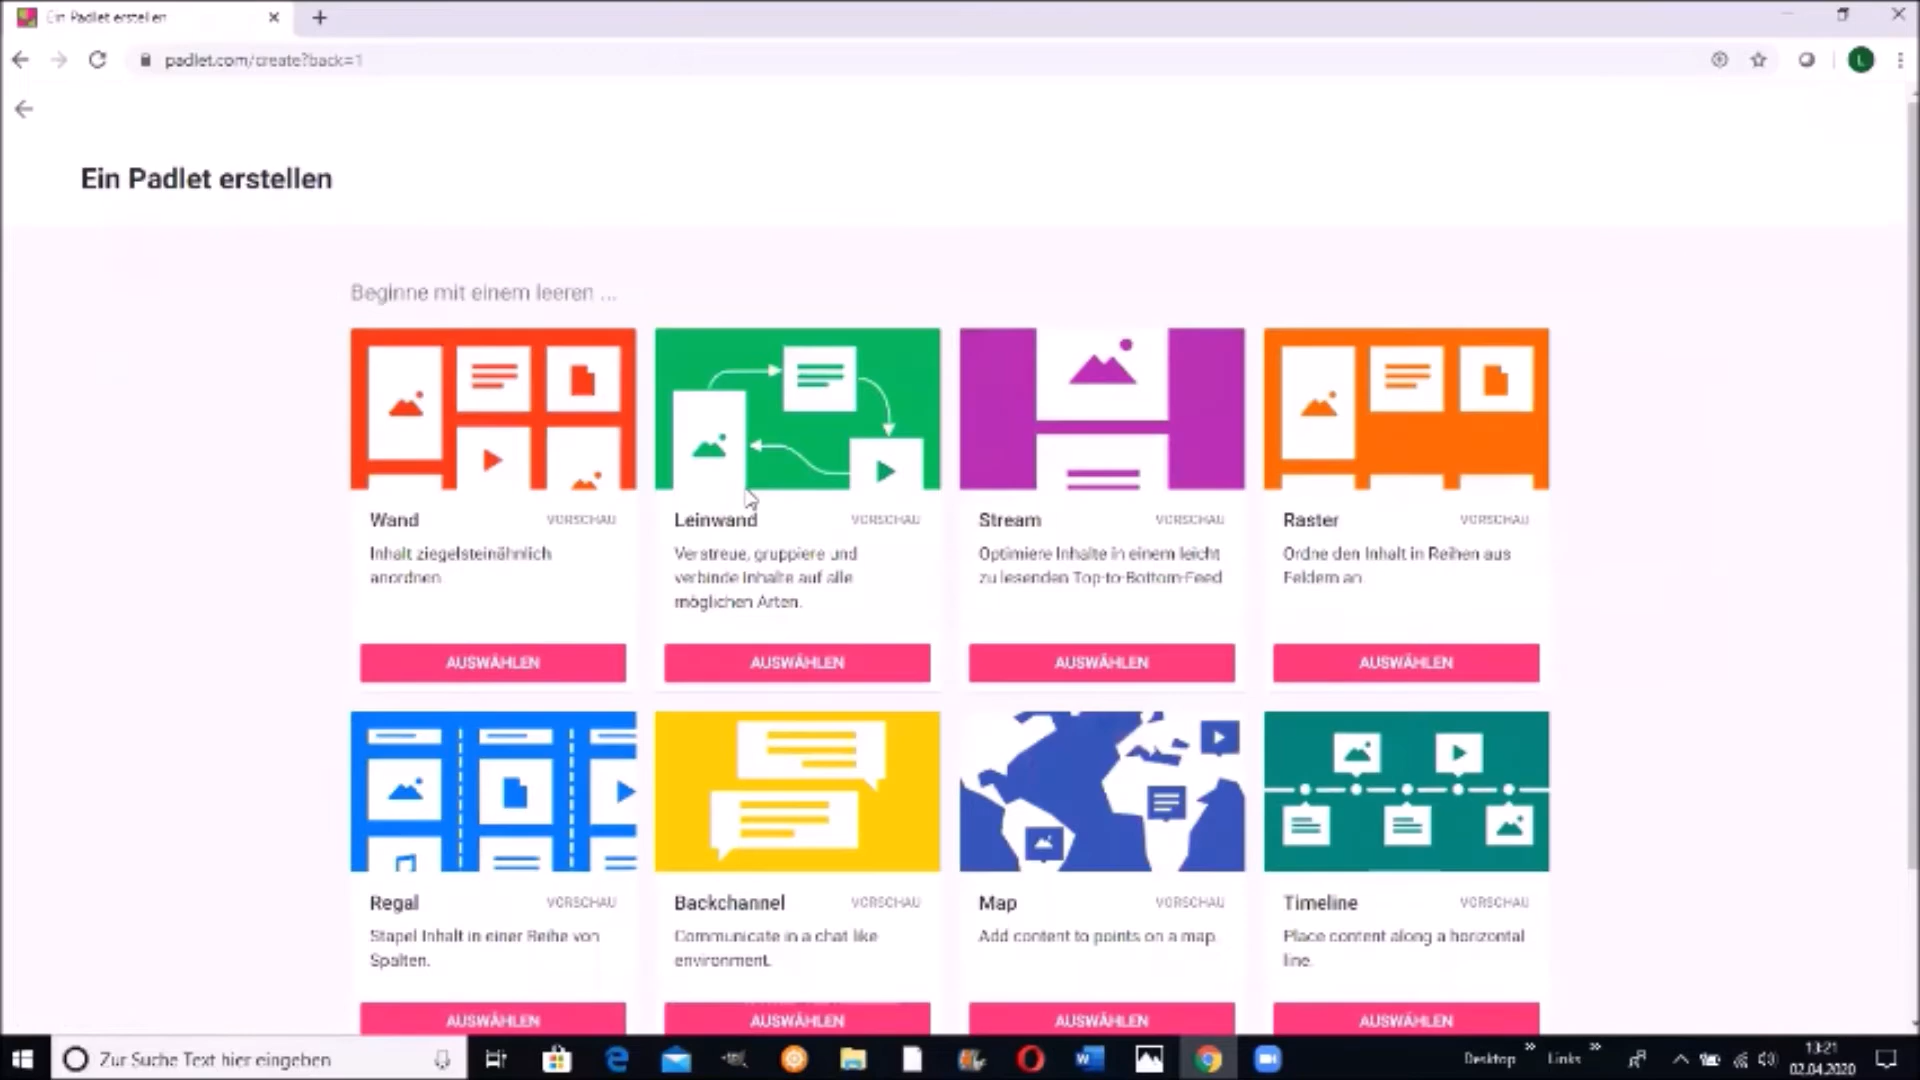 Ein Padlet erstellen
padlet.com/create?back=1
L
Ein Padlet erstellen
Beginne mit einem leeren ...
Wand VORSCHAU
Inhalt ziegelsteinähnlich
anordnen
AUSWÄHLEN
Leinwand VORSCHAU
Verstreue, gruppiere und
verbinde Inhalte auf alle
möglichen Arten.
AUSWÄHLEN
Stream VORSCHAU
Optimiere Inhalte in einem leicht
zu lesenden Top-to-Bottom-Feed
AUSWÄHLEN
Raster VORSCHAU
Ordne den Inhalt in Reihen aus
Feldern an
AUSWÄHLEN
Regal VORSCHAU
Stapel Inhalt in einer Reihe von
Spalten.
AUSWÄHLEN
Backchannel VORSCHAU
Communicate in a chat like
environment.
AUSWÄHLEN
Map VORSCHAU
Add content to points on a map.
AUSWÄHLEN
Timeline VORSCHAU
Place content along a horizontal
line.
AUSWÄHLEN
Zur Suche Text hier eingeben
Desktop » Links »
13:21
02.04.2020